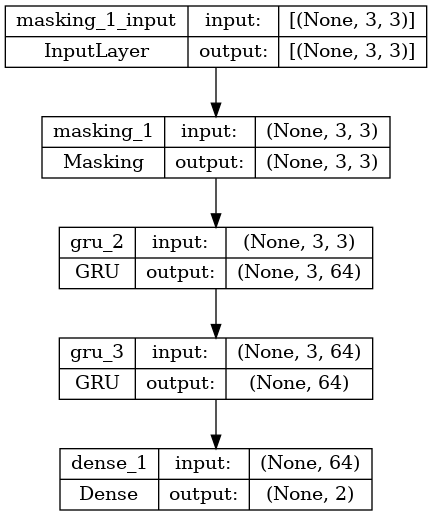 masking_1_input input: [(None, 3, 3)]
InputLayer output: [(None, 3, 3)]
masking_1 input: (None, 3, 3)
Masking output: (None, 3, 3)
gru_2 input: (None, 3, 3)
GRU output: (None, 3, 64)
gru_3 input: (None, 3, 64)
GRU output: (None, 64)
dense_1 input: (None, 64)
Dense output: (None, 2)